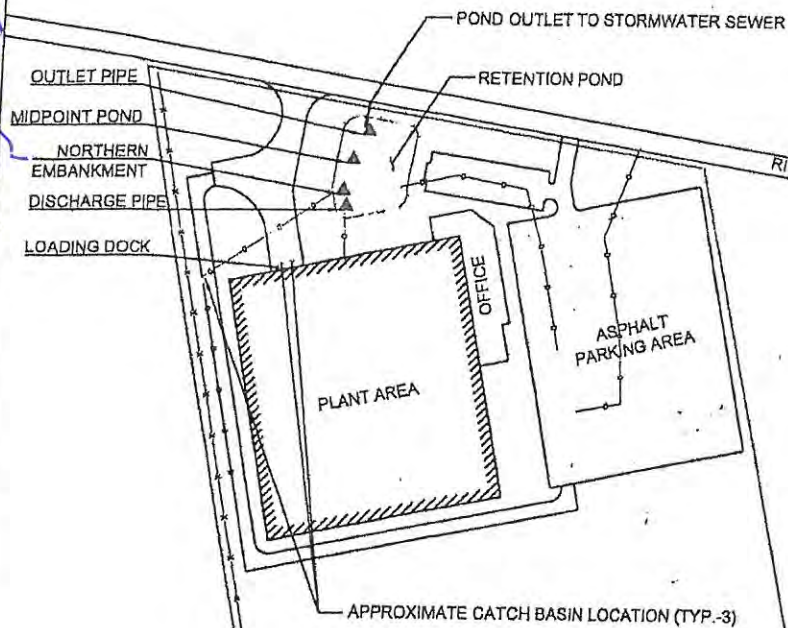 POND OUTLET TO STORMWATER SEWER
OUTLET PIPE
RETENTION POND
MIDPOINT POND
NORTHERN
EMBANKMENT
DISCHARGE PIPE
LOADING DOCK
OFFICE
ASPHALT
PARKING AREA
PLANT AREA
APPROXIMATE CATCH BASIN LOCATION (TYP.-3)